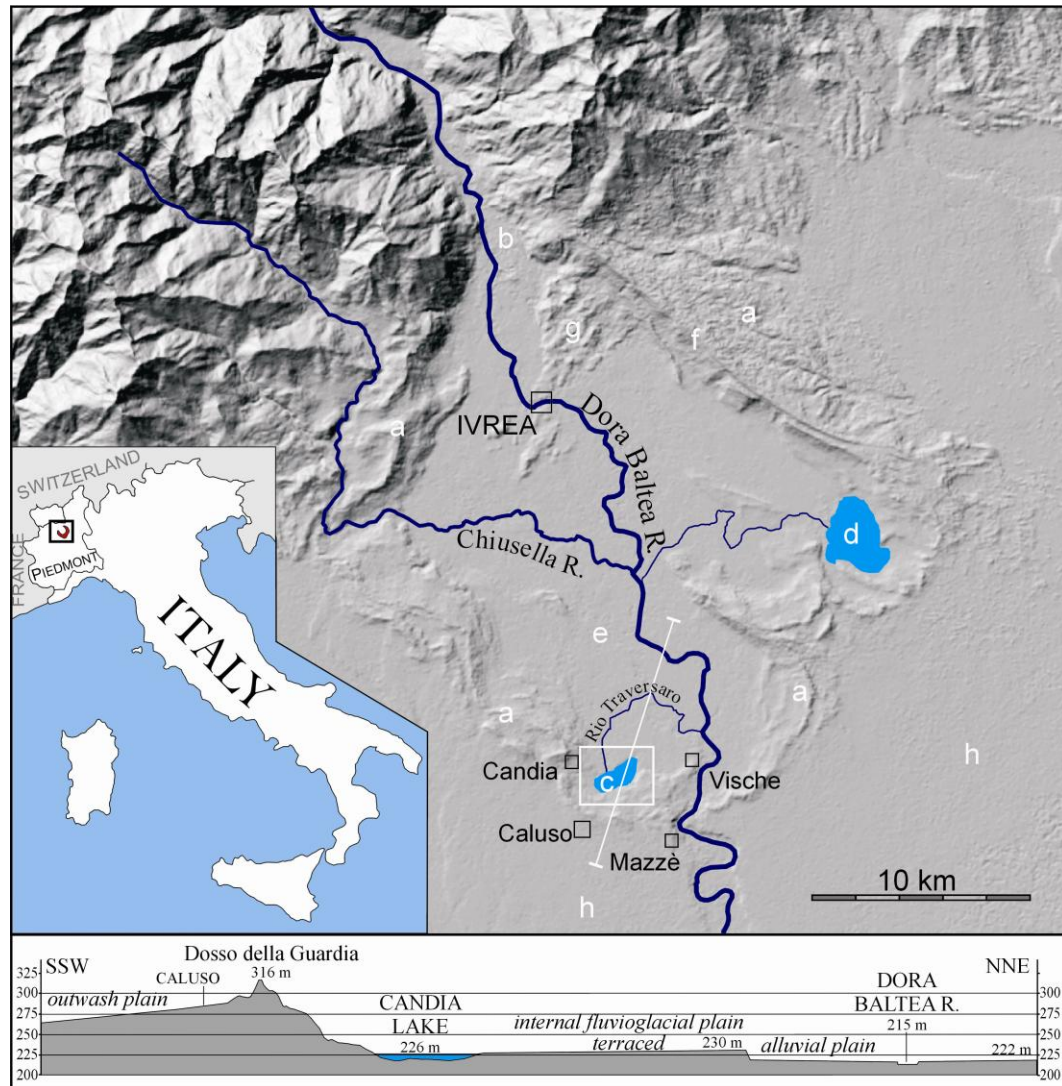 b
a
g
f
a
IVREA
Dora Baltea R.
d
Chiusella R.
e
a
Rio Traversaro
a
h
Candia
c
Vische
Caluso
Mazzè
h
10 km
SWITZERLAND
FRANCE
PIEDMONT
ITALY
SSW
Dosso della Guardia
NNE
CALUSO
316 m
DORA
325
300
275
250
225
200
outwash plain
CANDIA
BALTEA R.
LAKE
internal fluvioglacial plain
215 m
226 m
terraced
230 m
alluvial plain
222 m
300
275
250
225
200